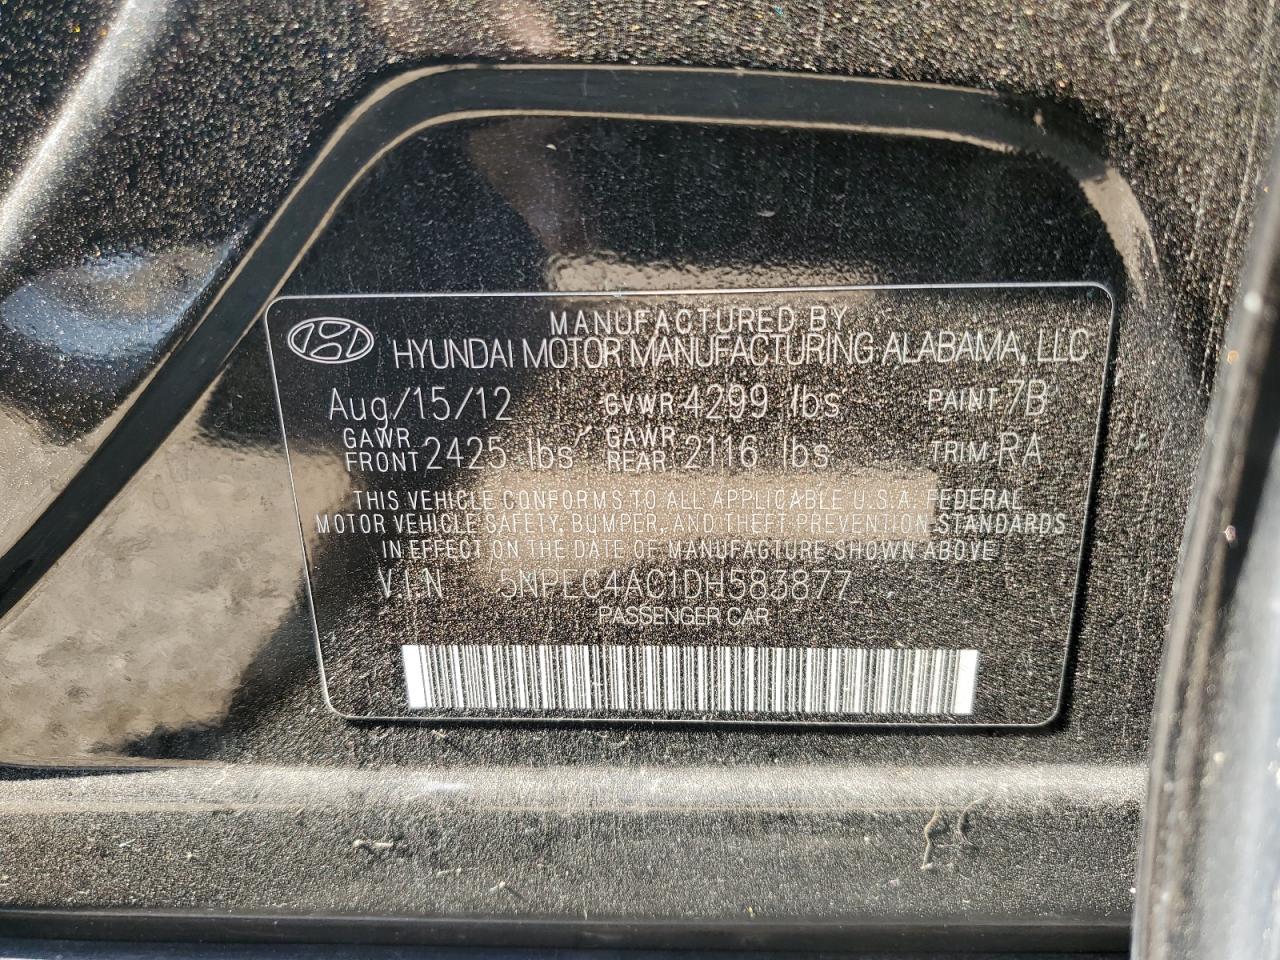 MANUFACTURED BY
HYUNDAI MOTOR MANUFACTURING ALABAMA, LLC
Aug/15/12 GVWR 4299 lbs PAINT 7B
GAWR FRONT 2425 lbs GAWR REAR 2116 lbs TRIM RA
THIS VEHICLE CONFORMS TO ALL APPLICABLE U.S.A. FEDERAL
MOTOR VEHICLE SAFETY, BUMPER, AND THEFT PREVENTION STANDARDS
IN EFFECT ON THE DATE OF MANUFACTURE SHOWN ABOVE
V.I.N 5NPEC4AC1DH583877
PASSENGER CAR